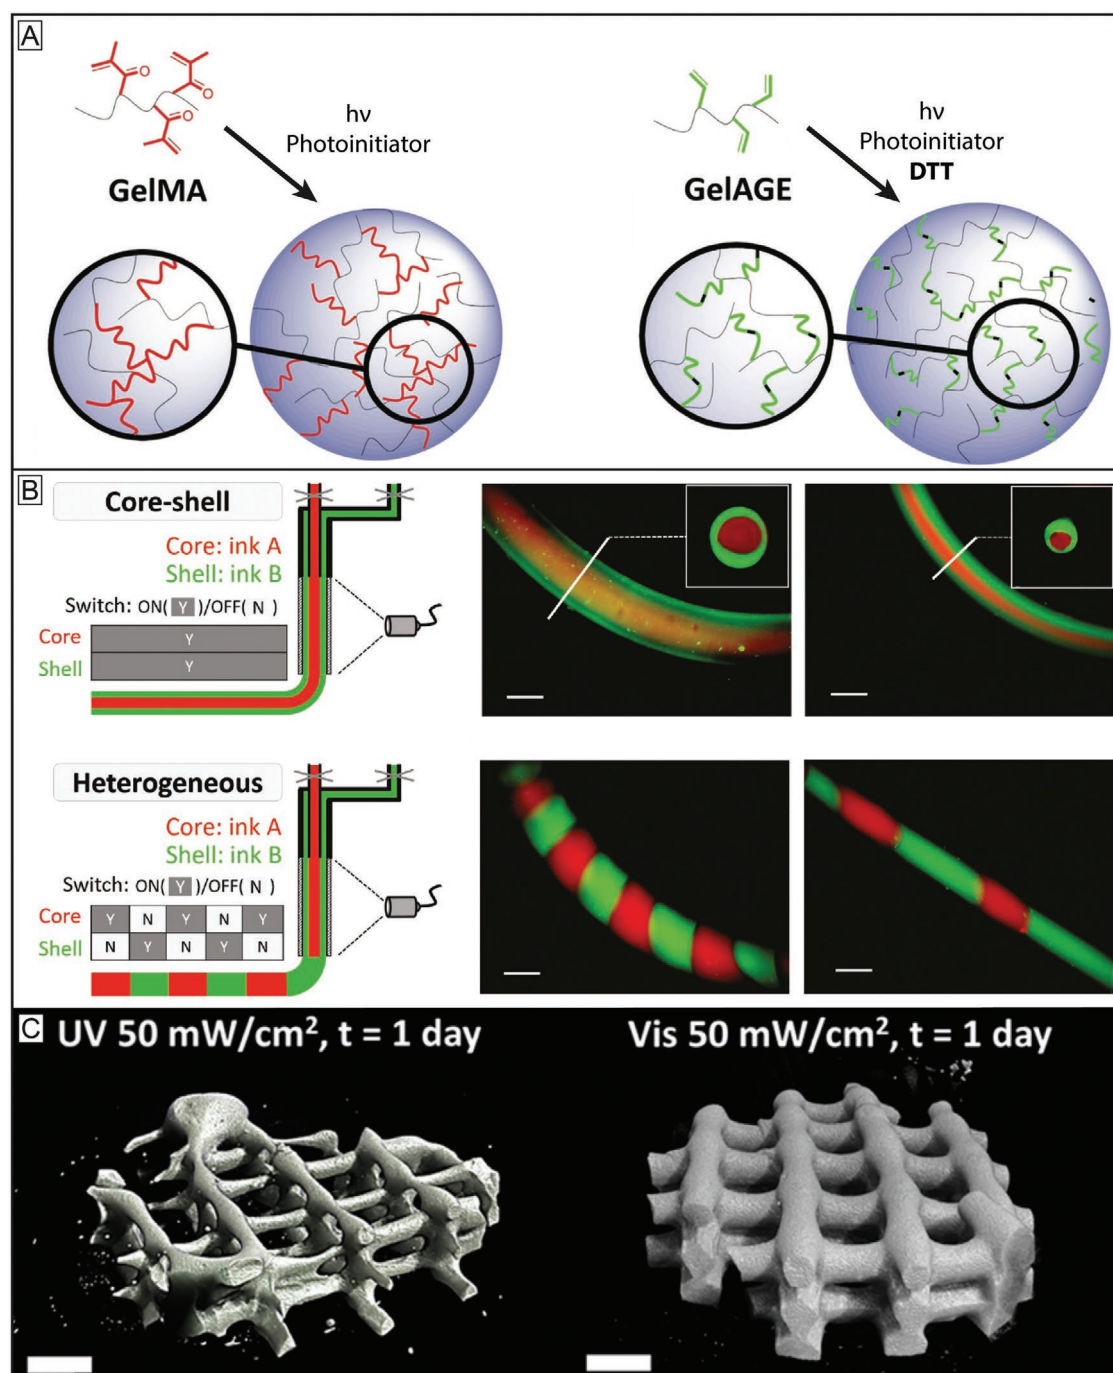 A
O
O
O
hν
Photoinitiator
GelMA
hν
Photoinitiator
DTT
GelAGE
B
Core-shell
Core: ink A
Shell: ink B
Switch: ON( Y )/OFF( N )
Core Y
Shell Y
Heterogeneous
Core: ink A
Shell: ink B
Switch: ON( Y )/OFF( N )
Core Y N Y N Y
Shell N Y N Y N
C
UV 50 mW/cm², t = 1 day
Vis 50 mW/cm², t = 1 day